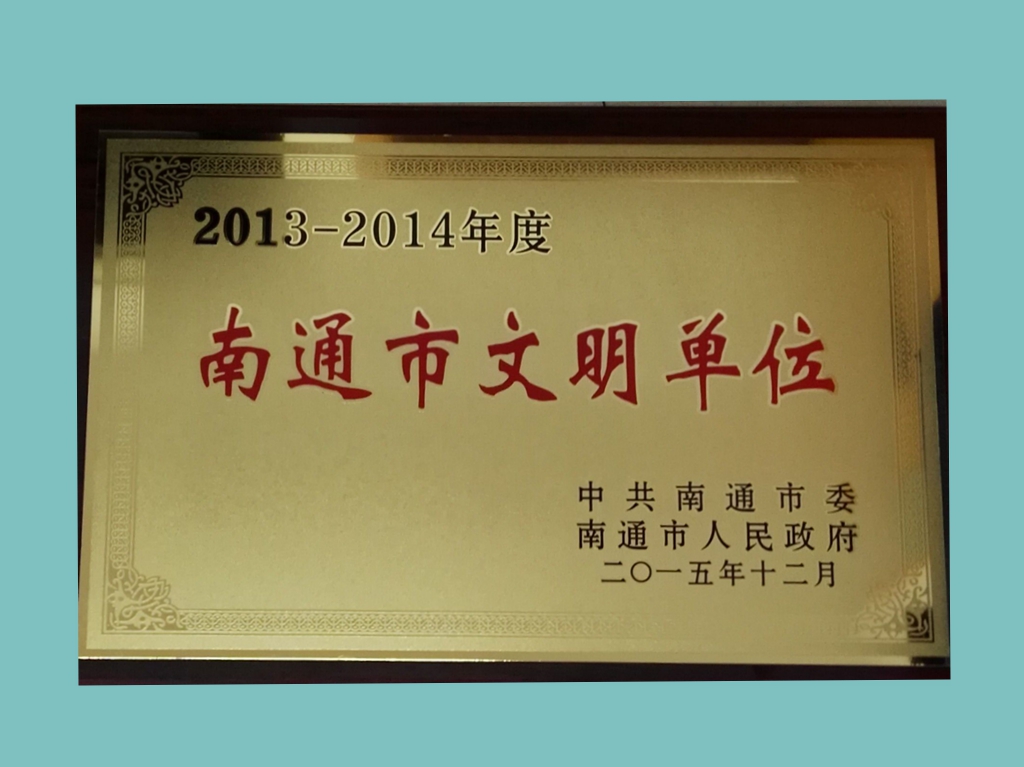 2013-2014年度
南通市文明单位
中共南通市委
南通市人民政府
二〇一五年十二月